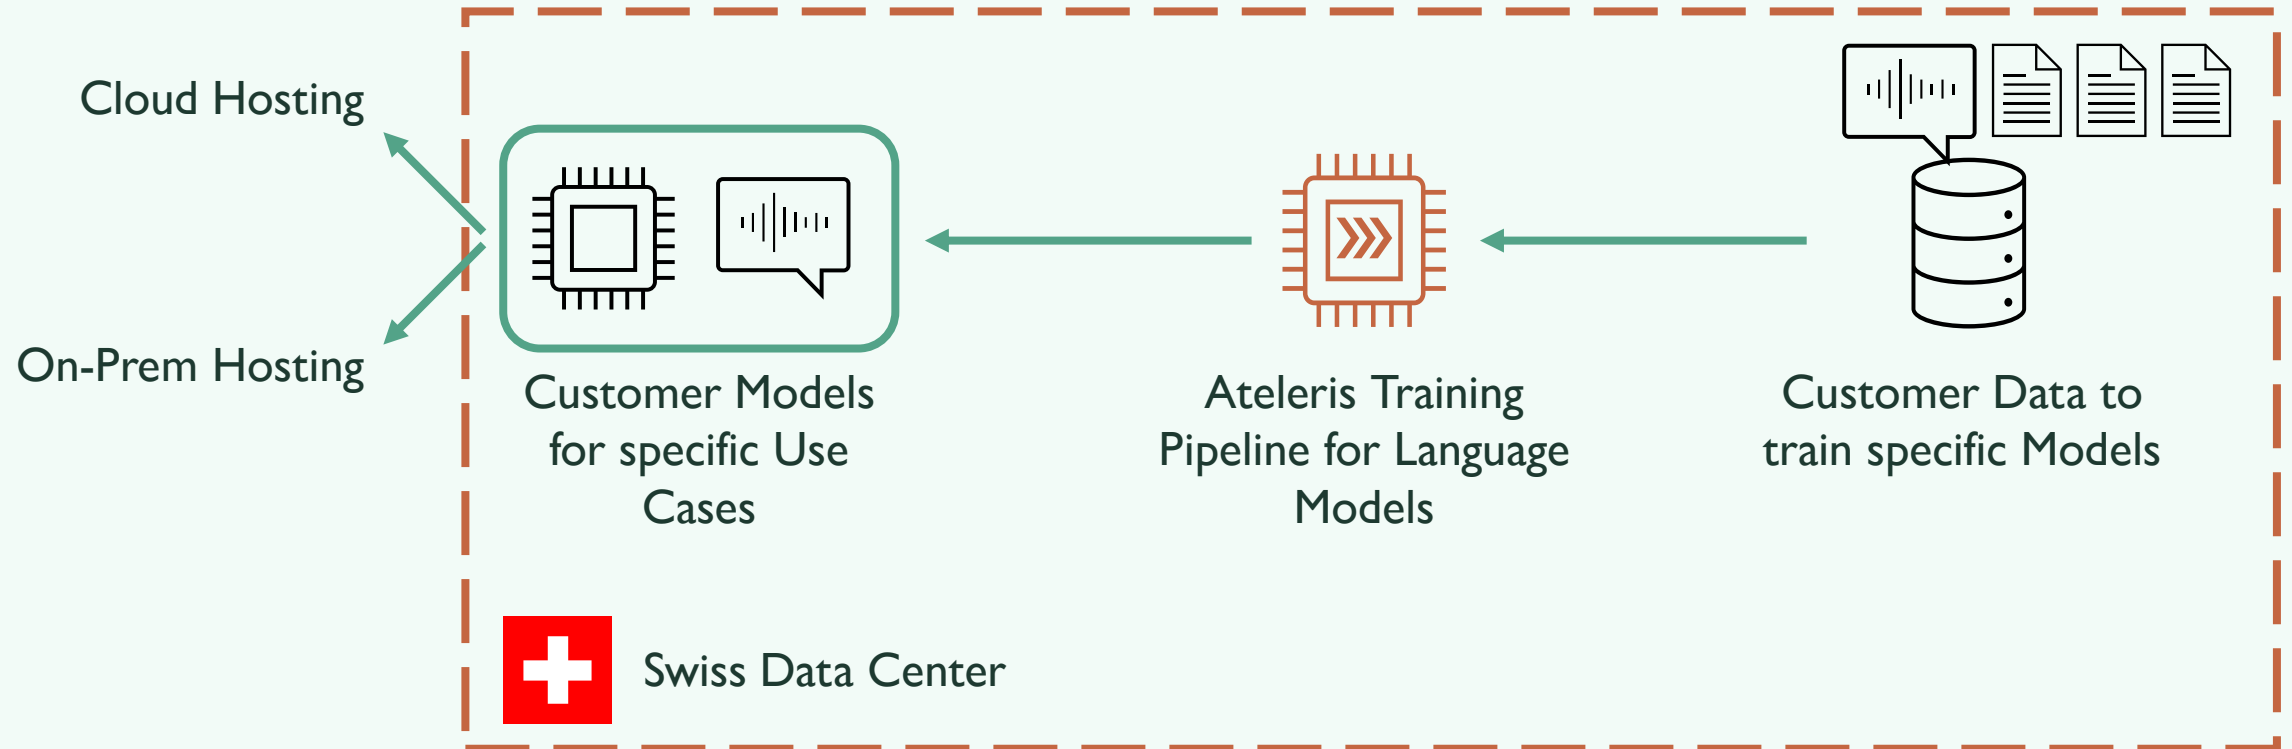 Cloud Hosting
On-Prem Hosting
Customer Models
for specific Use
Cases
Ateleris Training
Pipeline for Language
Models
Customer Data to
train specific Models
Swiss Data Center